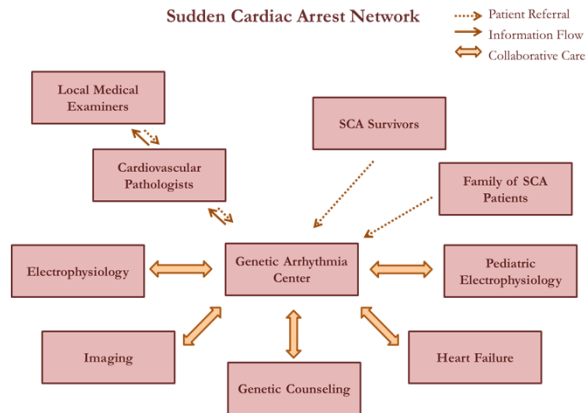 Sudden Cardiac Arrest Network
Patient Referral
Information Flow
Collaborative Care
Local Medical
Examiners
SCA Survivors
Cardiovascular
Pathologists
Family of SCA
Patients
Electrophysiology
Genetic Arrhythmia
Center
Pediatric
Electrophysiology
Imaging
Genetic Counseling
Heart Failure